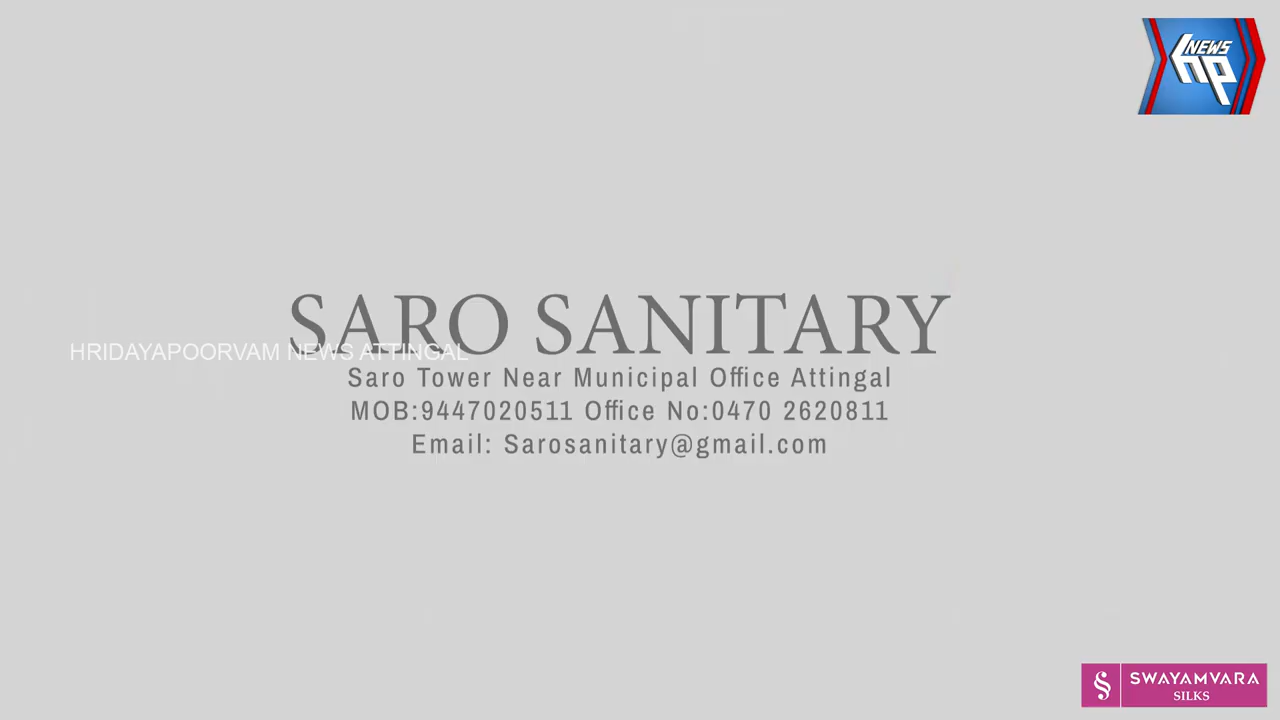 NEWS
hp
SARO SANITARY
HRIDAYAPOORVAM NEWS ATTINGAL
Saro Tower Near Municipal Office Attingal
MOB:9447020511 Office No:0470 2620811
Email: Sarosanitary@gmail.com
SWAYAMVARA
SILKS